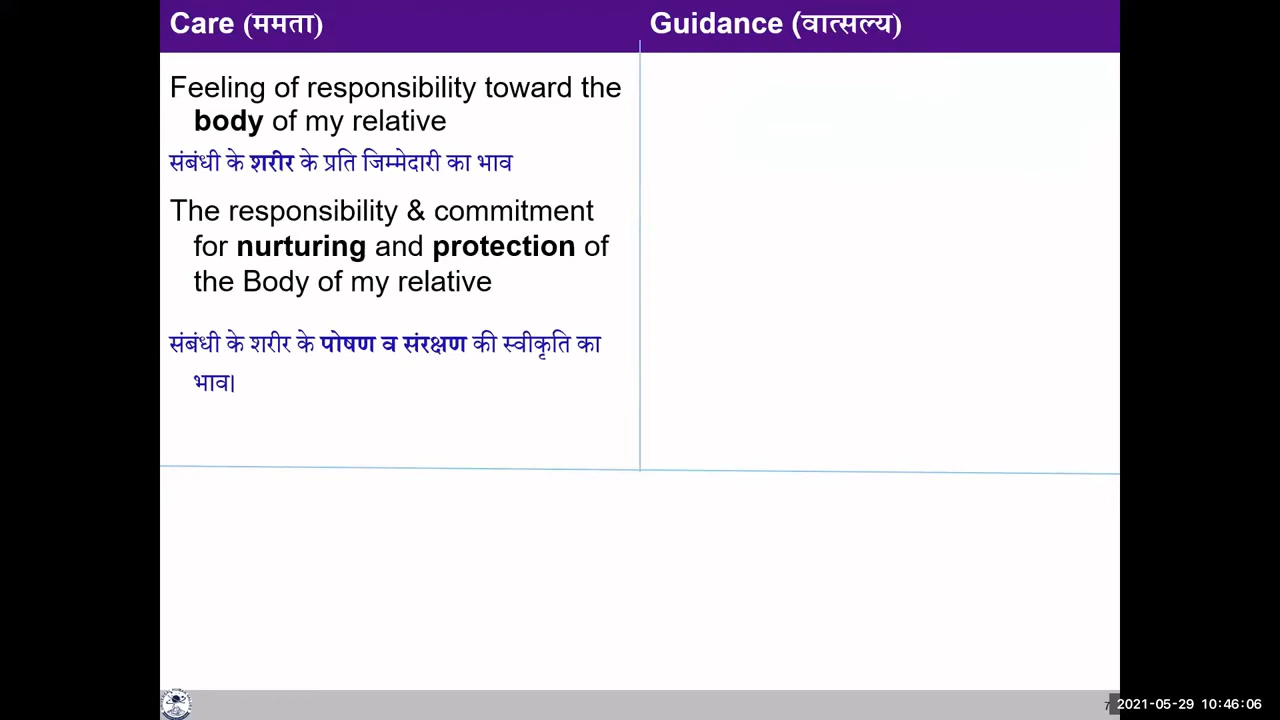 Care (ममता)
Guidance (वात्सल्य)
Feeling of responsibility toward the
body of my relative
संबंधी के शरीर के प्रति जिम्मेदारी का भाव
The responsibility & commitment
for nurturing and protection of
the Body of my relative
संबंधी के शरीर के पोषण व संरक्षण की स्वीकृति का
भाव।
2021-05-29 10:46:06